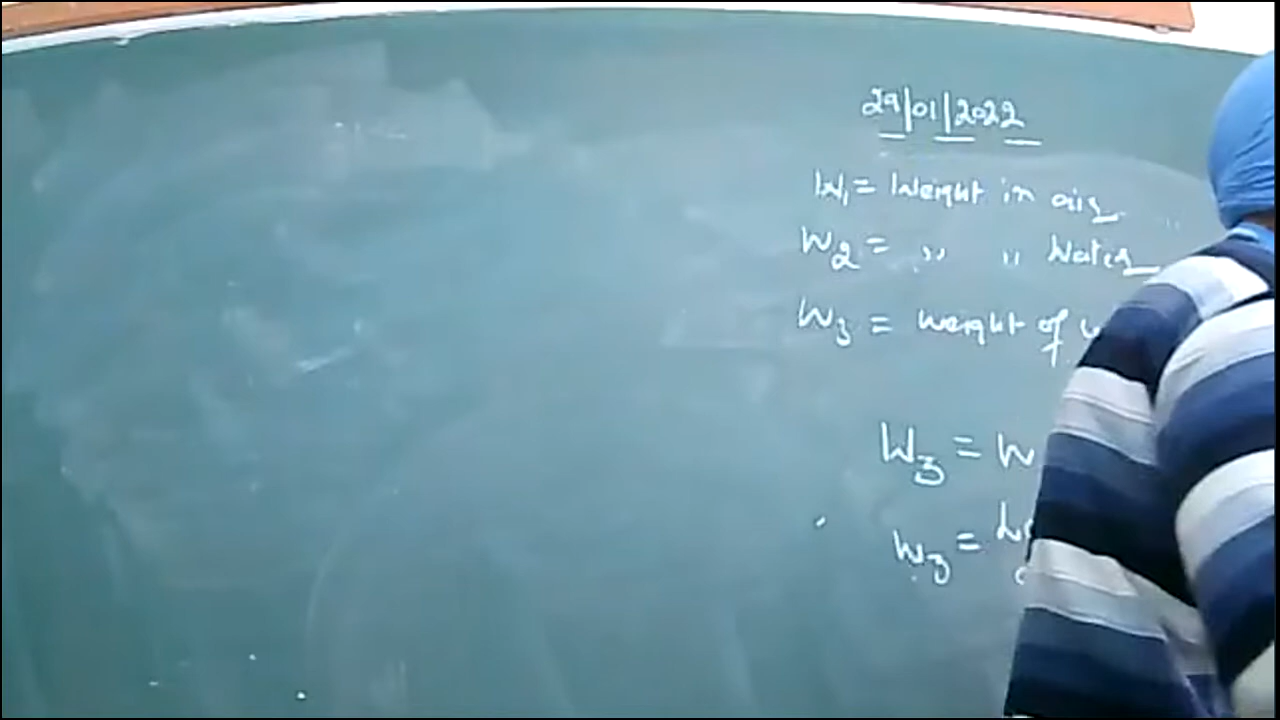 29/01/2022
W₁ = Weight in air
W₂ = ,, ,, Water
W₃ = weight of
W₃ = W
W₃ =